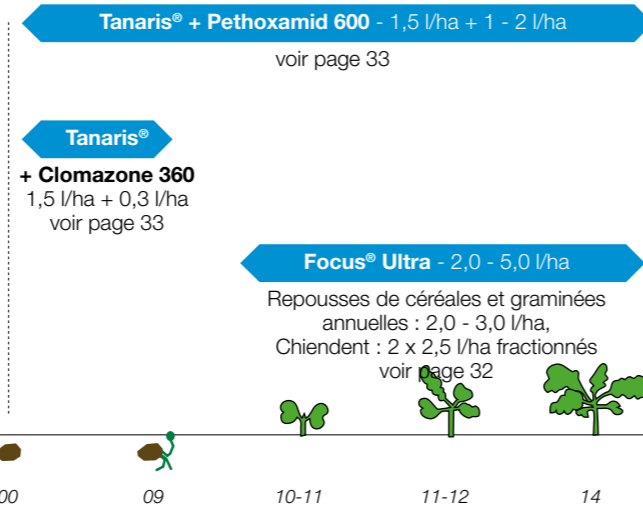 Tanaris® + Pethoxamid 600 - 1,5 l/ha + 1 - 2 l/ha
voir page 33
Tanaris®
+ Clomazone 360
1,5 l/ha + 0,3 l/ha
voir page 33
Focus® Ultra - 2,0 - 5,0 l/ha
Repousses de céréales et graminées
annuelles : 2,0 - 3,0 l/ha,
Chiendent : 2 x 2,5 l/ha fractionnés
voir page 32
00
09
10-11
11-12
14